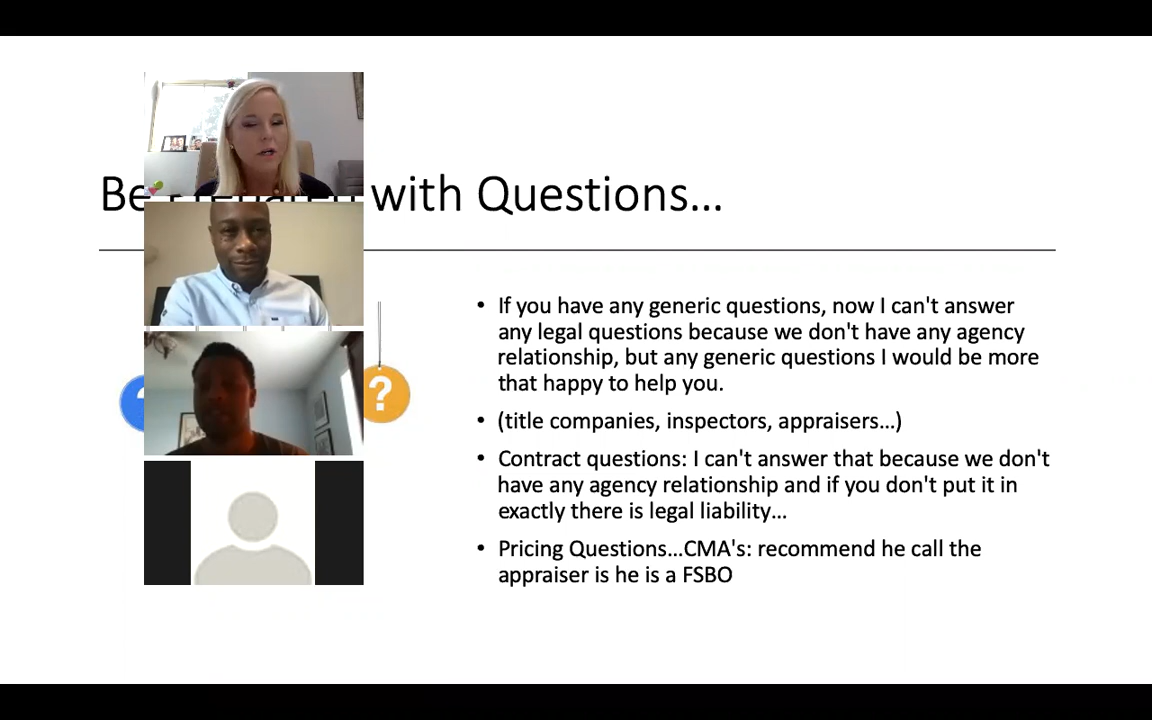 Be Prepared with Questions...
If you have any generic questions, now I can't answer
any legal questions because we don't have any agency
relationship, but any generic questions I would be more
that happy to help you.
(title companies, inspectors, appraisers...)
Contract questions: I can't answer that because we don't
have any agency relationship and if you don't put it in
exactly there is legal liability...
Pricing Questions...CMA's: recommend he call the
appraiser is he is a FSBO
?